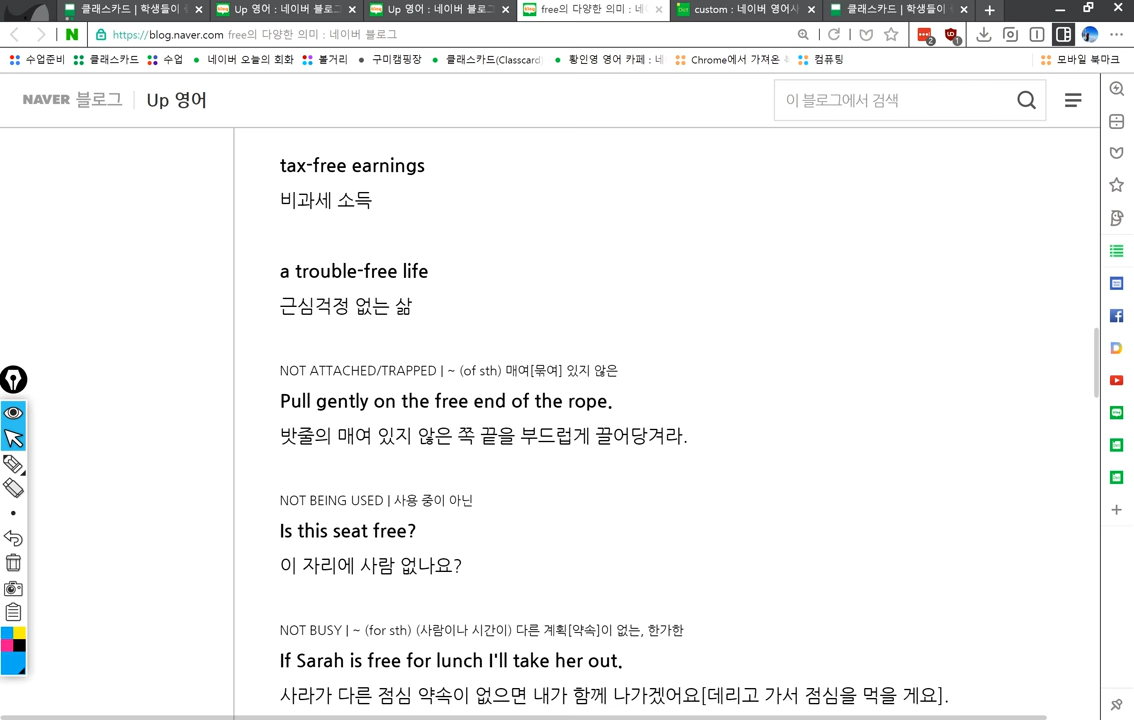 클래스카드 | 학생들이
Up 영어 : 네이버 블로그
Up 영어 : 네이버 블로그
free의 다양한 의미 : 네
custom : 네이버 영어사
클래스카드 | 학생들이
N https://blog.naver.com free의 다양한 의미 : 네이버 블로그
수업준비 클래스카드 수업 네이버 오늘의 회화 볼거리 구미캠핑장 클래스카드(Classcard 황인영 영어 카페 : 네 Chrome에서 가져온 컴퓨팅 모바일 북마크
NAVER 블로그 Up 영어 이 블로그에서 검색
tax-free earnings
비과세 소득
a trouble-free life
근심걱정 없는 삶
NOT ATTACHED/TRAPPED | ~ (of sth) 매여[묶여] 있지 않은
Pull gently on the free end of the rope.
밧줄의 매여 있지 않은 쪽 끝을 부드럽게 끌어당겨라.
NOT BEING USED | 사용 중이 아닌
Is this seat free?
이 자리에 사람 없나요?
NOT BUSY | ~ (for sth) (사람이나 시간이) 다른 계획[약속]이 없는, 한가한
If Sarah is free for lunch I'll take her out.
사라가 다른 점심 약속이 없으면 내가 함께 나가겠어요[데리고 가서 점심을 먹을 게요].